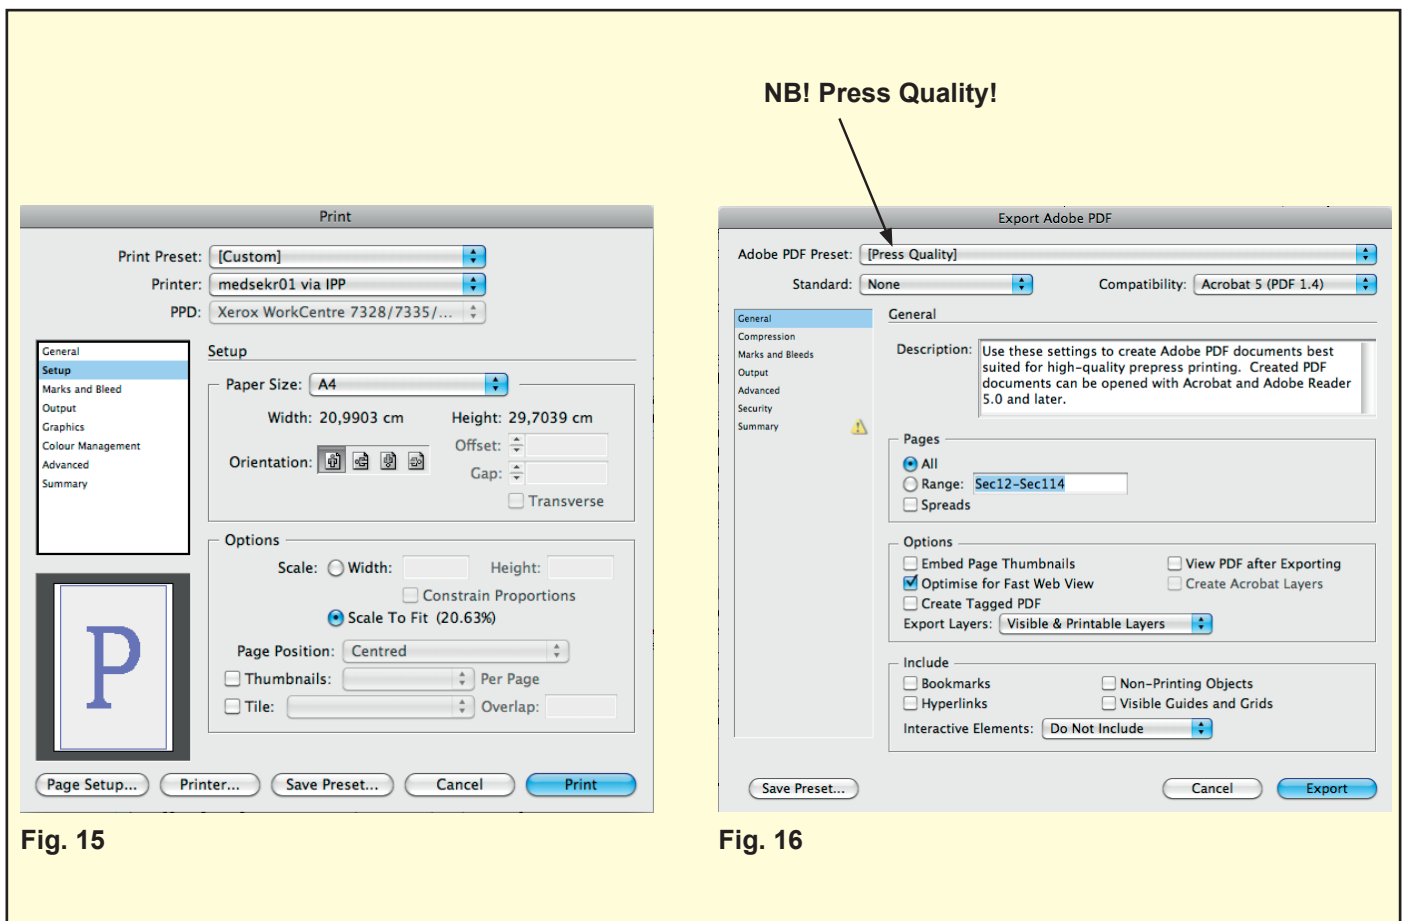 NB! Press Quality!
Print
Print Preset: [Custom]
Printer: medsekr01 via IPP
PPD: Xerox WorkCentre 7328/7335/...
General
Setup
Marks and Bleed
Output
Graphics
Colour Management
Advanced
Summary
Setup
Paper Size: A4
Width: 20,9903 cm Height: 29,7039 cm
Orientation:
Offset:
Gap:
Transverse
Options
Scale: Width: Height:
Constrain Proportions
Scale To Fit (20.63%)
Page Position: Centred
Thumbnails: Per Page
Tile: Overlap:
P
Page Setup... Printer... Save Preset... Cancel Print
Fig. 15
Export Adobe PDF
Adobe PDF Preset: [Press Quality]
Standard: None Compatibility: Acrobat 5 (PDF 1.4)
General
Compression
Marks and Bleeds
Output
Advanced
Security
Summary
General
Description: Use these settings to create Adobe PDF documents best
suited for high-quality prepress printing. Created PDF
documents can be opened with Acrobat and Adobe Reader
5.0 and later.
Pages
All
Range: Sec12-Sec114
Spreads
Options
Embed Page Thumbnails View PDF after Exporting
Optimise for Fast Web View Create Acrobat Layers
Create Tagged PDF
Export Layers: Visible & Printable Layers
Include
Bookmarks Non-Printing Objects
Hyperlinks Visible Guides and Grids
Interactive Elements: Do Not Include
Save Preset... Cancel Export
Fig. 16